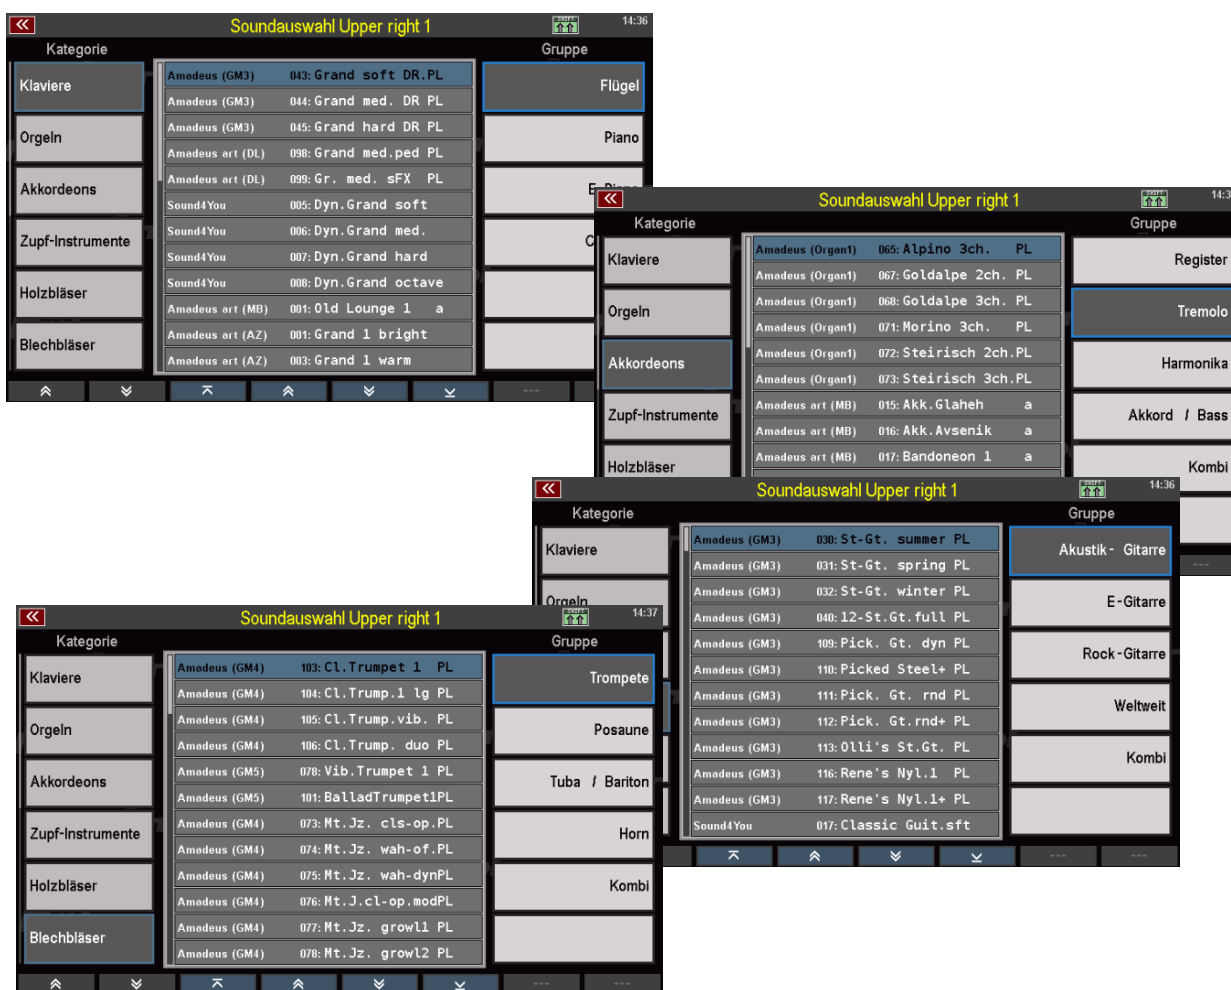 Soundauswahl Upper right 1
14:36
Kategorie
Gruppe
Klaviere
Orgeln
Akkordeons
Zupf-Instrumente
Holzbläser
Blechbläser
Amadeus (GM3) 043: Grand soft DR.PL
Amadeus (GM3) 044: Grand med. DR PL
Amadeus (GM3) 045: Grand hard DR PL
Amadeus art (DL) 098: Grand med.ped PL
Amadeus art (DL) 099: Gr. med. sFX PL
Sound4You 005: Dyn.Grand soft
Sound4You 006: Dyn.Grand med.
Sound4You 007: Dyn.Grand hard
Sound4You 008: Dyn.Grand octave
Amadeus art (MB) 001: Old Lounge 1 a
Amadeus art (AZ) 001: Grand 1 bright
Amadeus art (AZ) 003: Grand 1 warm
Flügel
Piano
---
Soundauswahl Upper right 1
14:3
Kategorie
Gruppe
Klaviere
Orgeln
Akkordeons
Zupf-Instrumente
Holzbläser
Amadeus (Organ1) 065: Alpino 3ch. PL
Amadeus (Organ1) 067: Goldalpe 2ch. PL
Amadeus (Organ1) 068: Goldalpe 3ch. PL
Amadeus (Organ1) 071: Morino 3ch. PL
Amadeus (Organ1) 072: Steirisch 2ch.PL
Amadeus (Organ1) 073: Steirisch 3ch.PL
Amadeus art (MB) 015: Akk.Glaheh a
Amadeus art (MB) 016: Akk.Avsenik a
Amadeus art (MB) 017: Bandoneon 1 a
Register
Tremolo
Harmonika
Akkord / Bass
Kombi
---
Soundauswahl Upper right 1
14:36
Kategorie
Gruppe
Klaviere
Orgeln
Amadeus (GM3) 030: St-Gt. summer PL
Amadeus (GM3) 031: St-Gt. spring PL
Amadeus (GM3) 032: St-Gt. winter PL
Amadeus (GM3) 040: 12-St.Gt.full PL
Amadeus (GM3) 109: Pick. Gt. dyn PL
Amadeus (GM3) 110: Picked Steel+ PL
Amadeus (GM3) 111: Pick. Gt. rnd PL
Amadeus (GM3) 112: Pick. Gt.rnd+ PL
Amadeus (GM3) 113: Olli's St.Gt. PL
Amadeus (GM3) 116: Rene's Nyl.1 PL
Amadeus (GM3) 117: Rene's Nyl.1+ PL
Sound4You 017: Classic Guit.sft
Akustik- Gitarre
E-Gitarre
Rock-Gitarre
Weltweit
Kombi
--- ---
Soundauswahl Upper right 1
14:37
Kategorie
Gruppe
Klaviere
Orgeln
Akkordeons
Zupf-Instrumente
Holzbläser
Blechbläser
Amadeus (GM4) 103: Cl.Trumpet 1 PL
Amadeus (GM4) 104: Cl.Trump.1 lg PL
Amadeus (GM4) 105: Cl.Trump.vib. PL
Amadeus (GM4) 106: Cl.Trump. duo PL
Amadeus (GM5) 078: Vib.Trumpet 1 PL
Amadeus (GM5) 101: BalladTrumpet1PL
Amadeus (GM4) 073: Mt.Jz. cls-op.PL
Amadeus (GM4) 074: Mt.Jz. wah-of.PL
Amadeus (GM4) 075: Mt.Jz. wah-dynPL
Amadeus (GM4) 076: Mt.J.cl-op.modPL
Amadeus (GM4) 077: Mt.Jz. growl1 PL
Amadeus (GM4) 078: Mt.Jz. growl2 PL
Trompete
Posaune
Tuba / Bariton
Horn
Kombi
--- ---